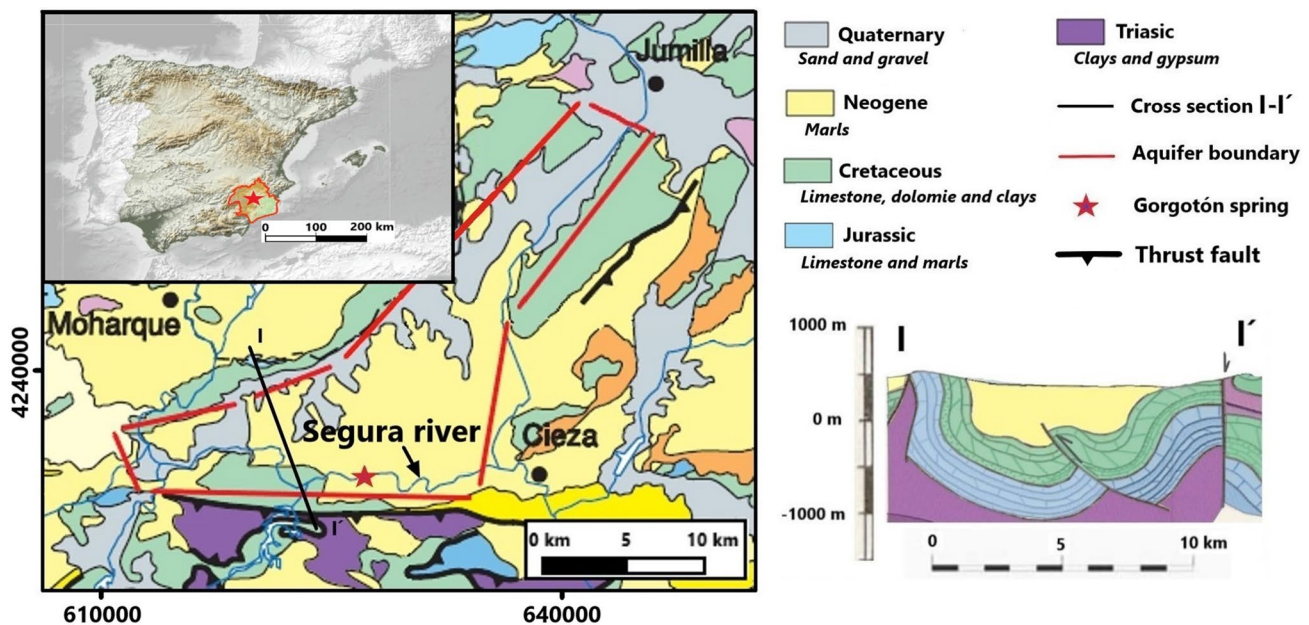 0 100 200 km
Jumilla
Moharque
I
Segura river
Cieza
I´
0 km 5 10 km
4240000
610000
640000
Quaternary
Sand and gravel
Neogene
Marls
Cretaceous
Limestone, dolomie and clays
Jurassic
Limestone and marls
Triasic
Clays and gypsum
Cross section I-I´
Aquifer boundary
Gorgotón spring
Thrust fault
1000 m
0 m
-1000 m
I
I´
0 5 10 km